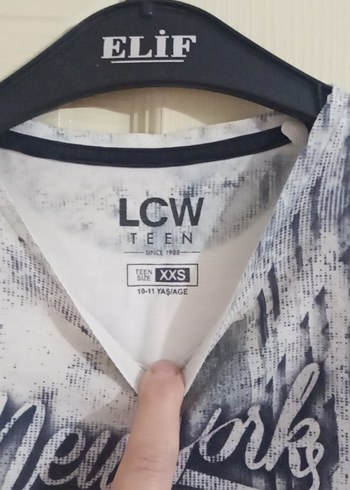 ELİF
LCW
TEEN
SINCE 1988
TEEN SIZE XXS
10-11 YAŞ/AGE
New York